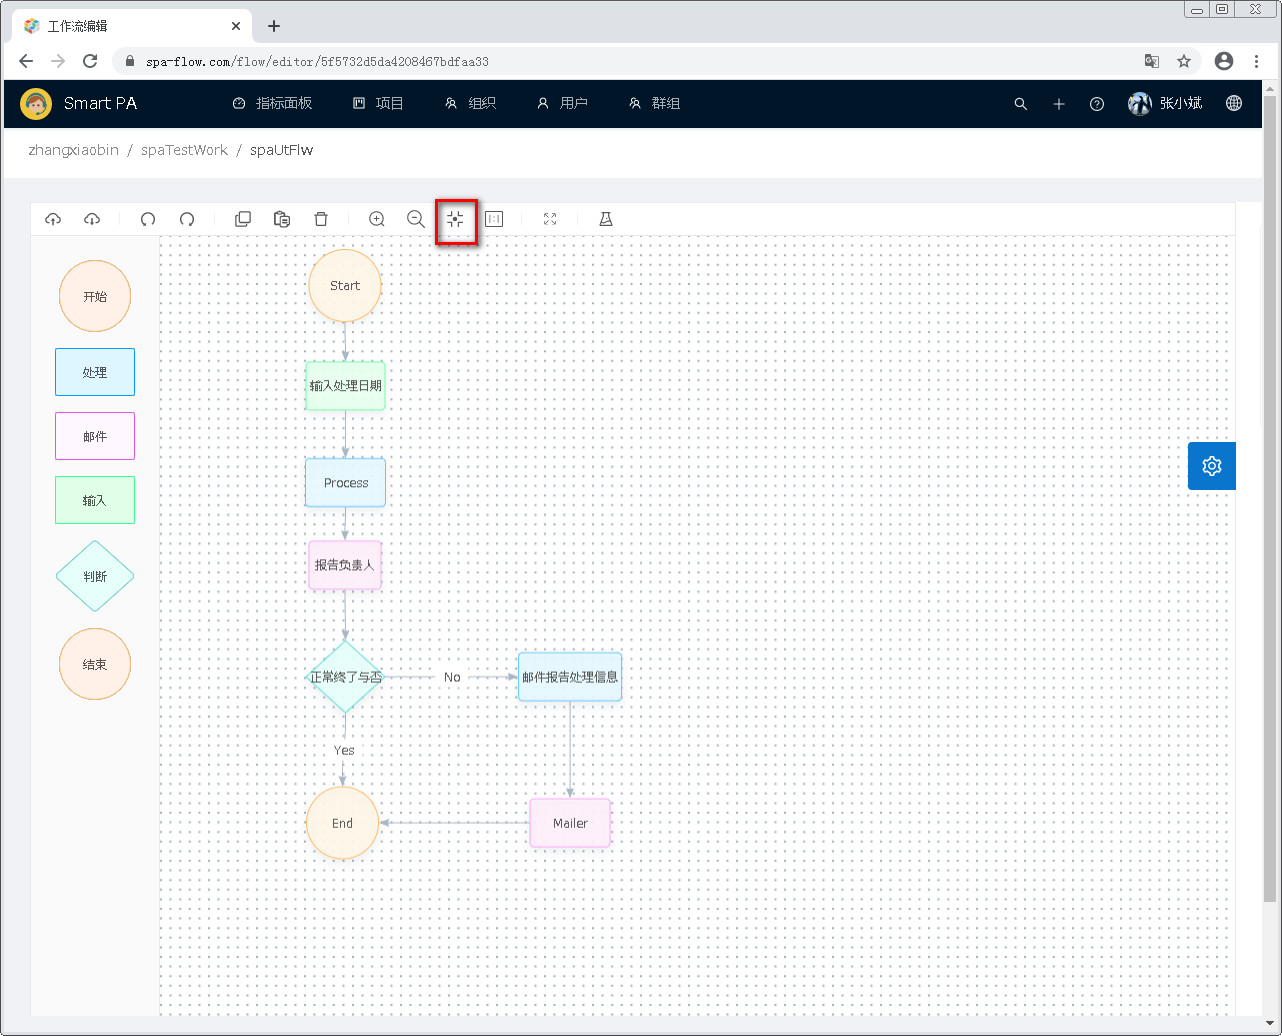 工作流编辑
spa-flow.com/flow/editor/5f5732d5da4208467bdfaa33
Smart PA 指标面板 项目 组织 用户 群组 张小斌
zhangxiaobin / spaTestWork / spaUtFlw
开始
处理
邮件
输入
判断
结束
Start
输入处理日期
Process
报告负责人
正常终了与否
No
邮件报告处理信息
Yes
End
Mailer